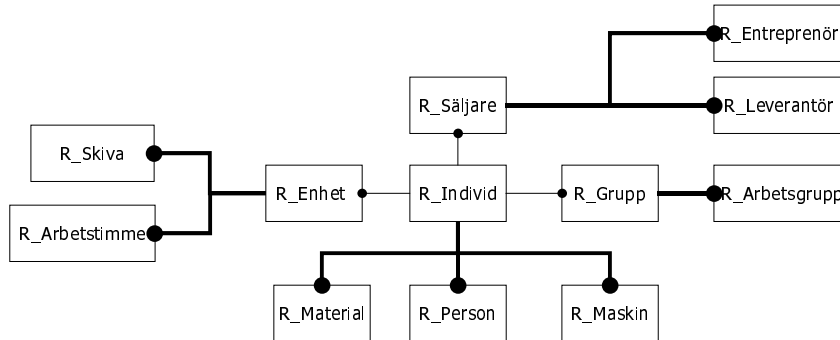 R_Entreprenör
R_Säljare
R_Leverantör
R_Skiva
R_Enhet
R_Individ
R_Grupp
R_Arbetsgrupp
R_Arbetstimme
R_Material
R_Person
R_Maskin